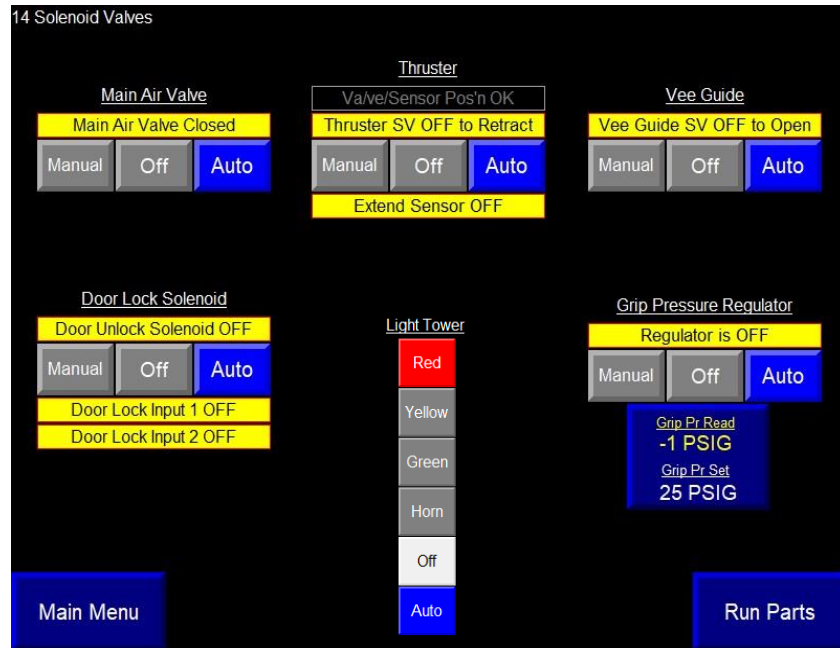 14 Solenoid Valves
Main Air Valve
Main Air Valve Closed
Manual Off Auto
Thruster
Va/ve/Sensor Pos'n OK
Thruster SV OFF to Retract
Manual Off Auto
Extend Sensor OFF
Vee Guide
Vee Guide SV OFF to Open
Manual Off Auto
Door Lock Solenoid
Door Unlock Solenoid OFF
Manual Off Auto
Door Lock Input 1 OFF
Door Lock Input 2 OFF
Light Tower
Red
Yellow
Green
Horn
Off
Auto
Grip Pressure Regulator
Regulator is OFF
Manual Off Auto
Grip Pr Read
-1 PSIG
Grip Pr Set
25 PSIG
Main Menu
Run Parts